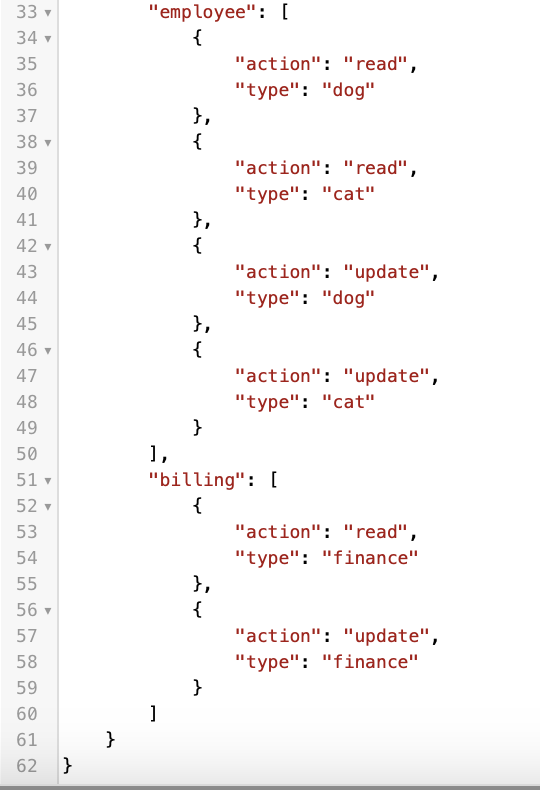 33 "employee": [
34 {
35 "action": "read",
36 "type": "dog"
37 },
38 {
39 "action": "read",
40 "type": "cat"
41 },
42 {
43 "action": "update",
44 "type": "dog"
45 },
46 {
47 "action": "update",
48 "type": "cat"
49 }
50 ],
51 "billing": [
52 {
53 "action": "read",
54 "type": "finance"
55 },
56 {
57 "action": "update",
58 "type": "finance"
59 }
60 ]
61 }
62 }